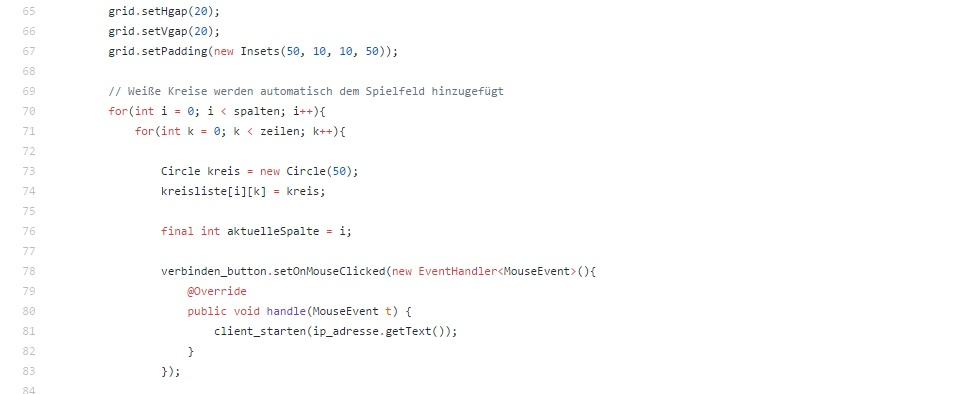 65 grid.setHgap(20);
66 grid.setVgap(20);
67 grid.setPadding(new Insets(50, 10, 10, 50));
68
69 // Weiße Kreise werden automatisch dem Spielfeld hinzugefügt
70 for(int i = 0; i < spalten; i++){
71 for(int k = 0; k < zeilen; k++){
72
73 Circle kreis = new Circle(50);
74 kreisliste[i][k] = kreis;
75
76 final int aktuelleSpalte = i;
77
78 verbinden_button.setOnMouseClicked(new EventHandler<MouseEvent>(){
79 @Override
80 public void handle(MouseEvent t) {
81 client_starten(ip_adresse.getText());
82 }
83 });
84